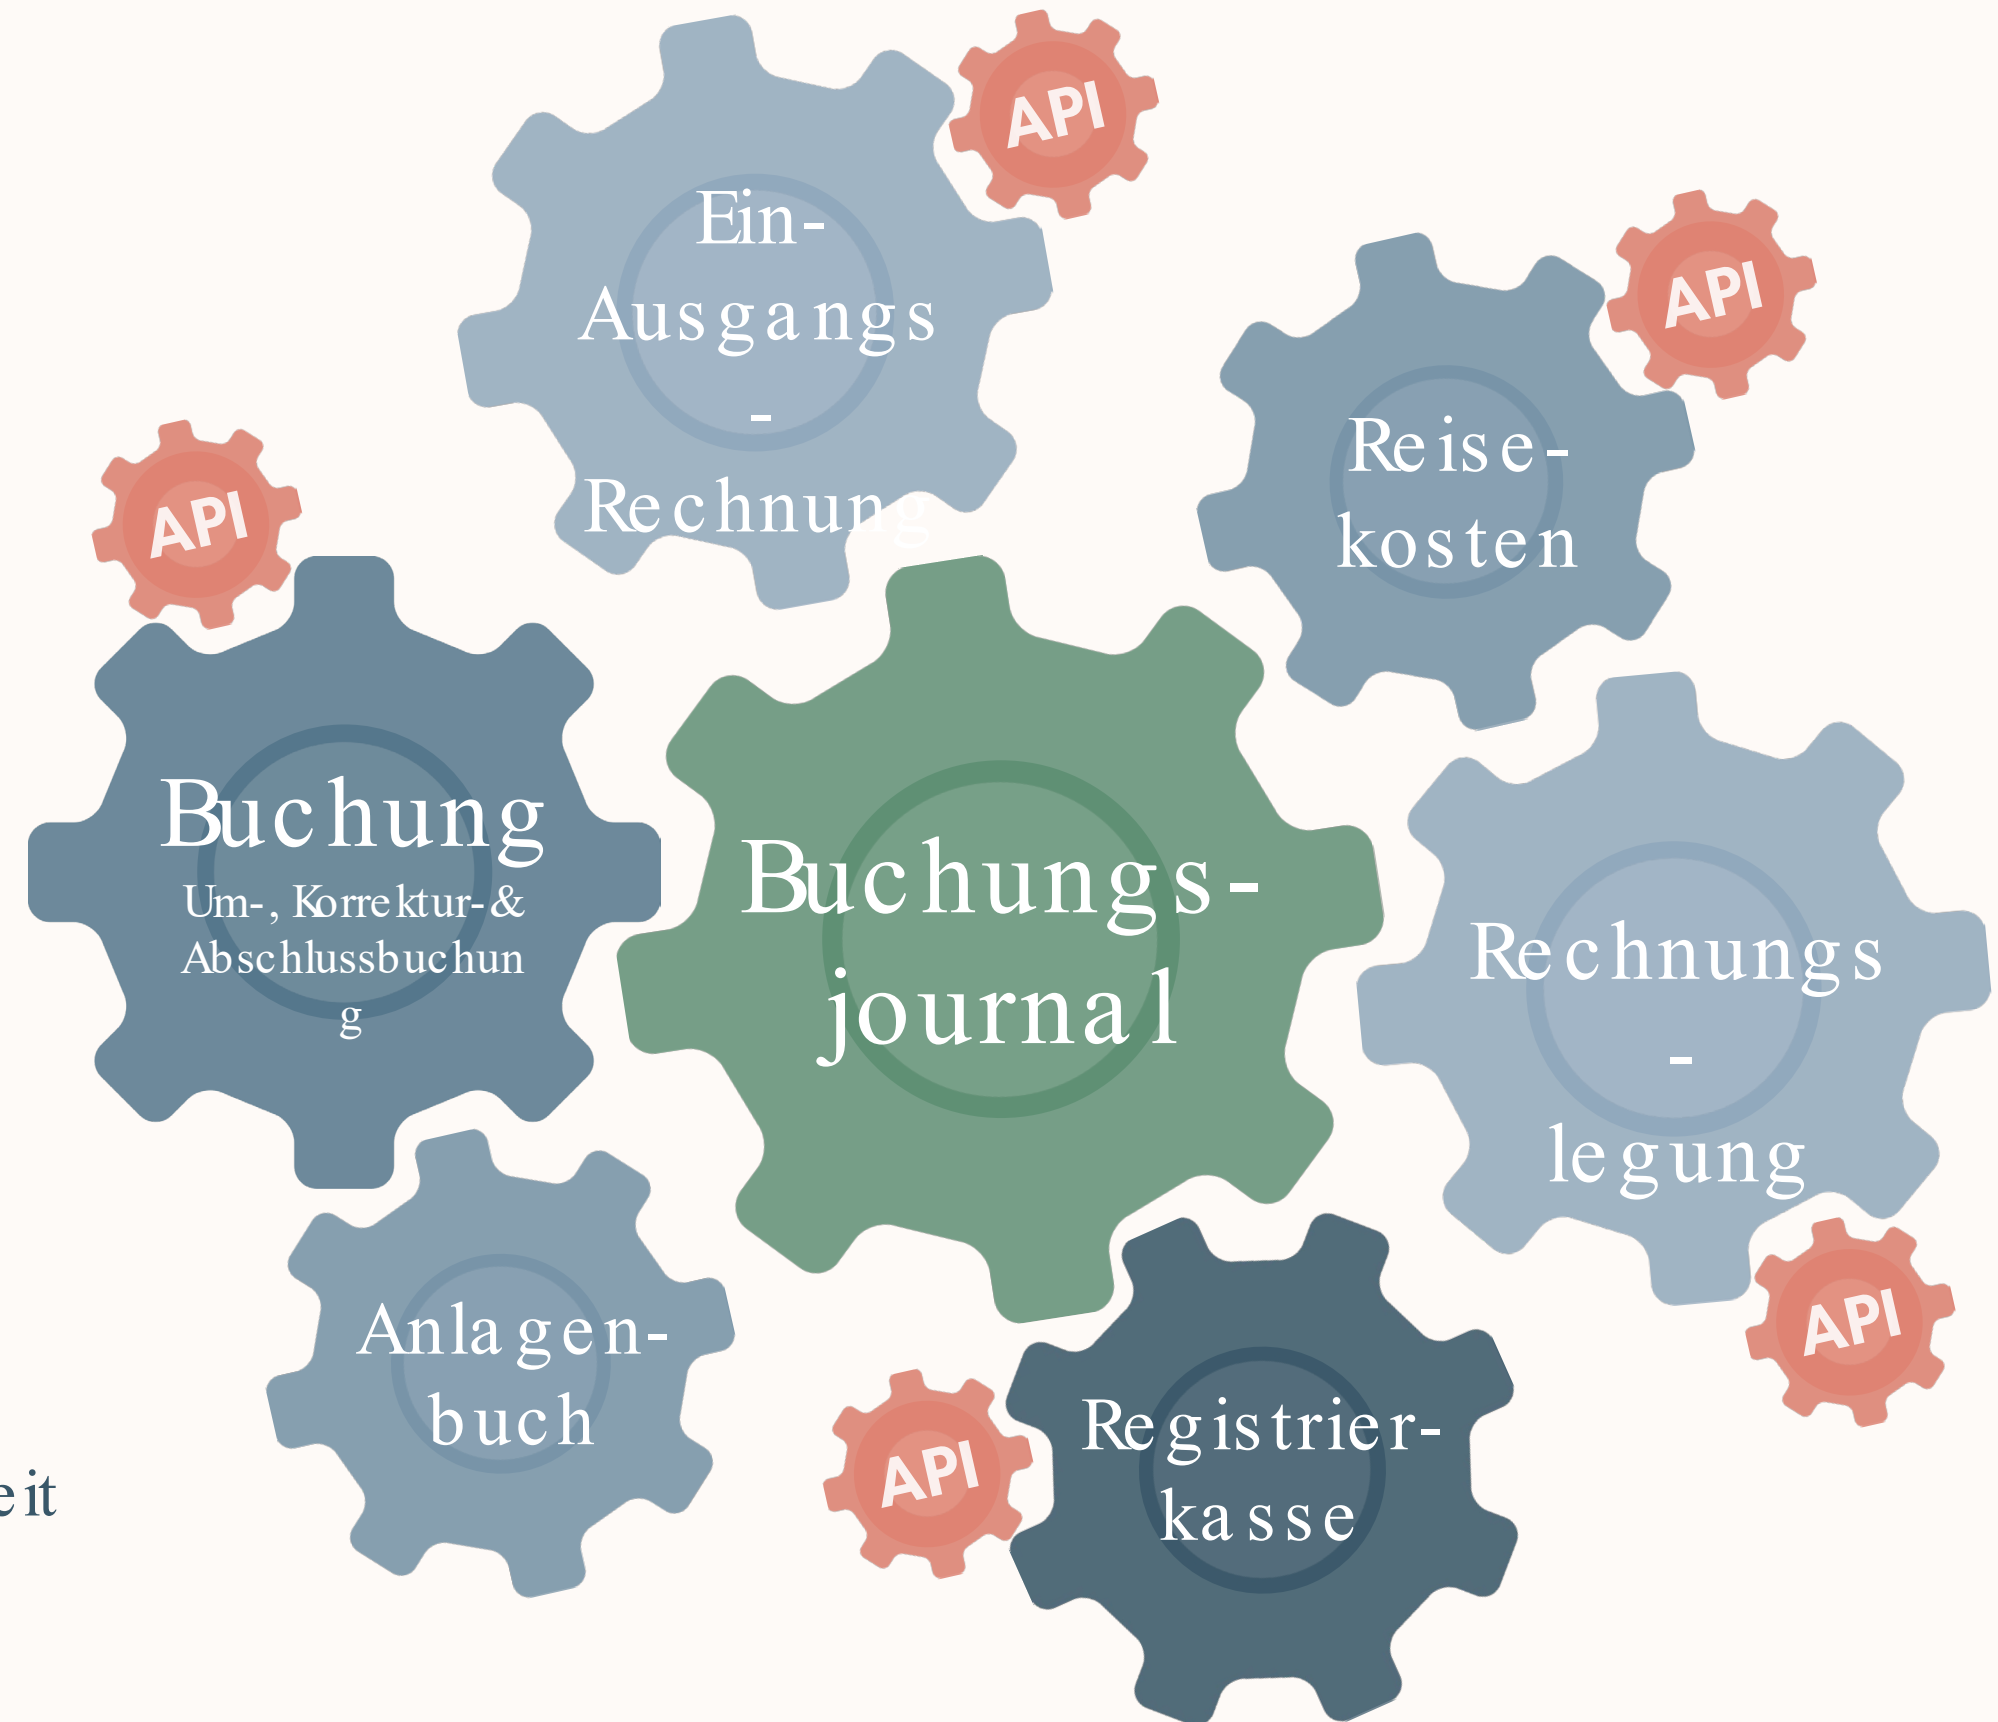 API
Ein-
Ausgangs
-
Rechnung
API
Reise-
kosten
API
Buchung
Um-, Korrektur- &
Abschlussbuchun
g
Buchungs-
journal
Rechnungs
-
legung
API
Anlagen-
buch
Registrier-
kasse
API
eit